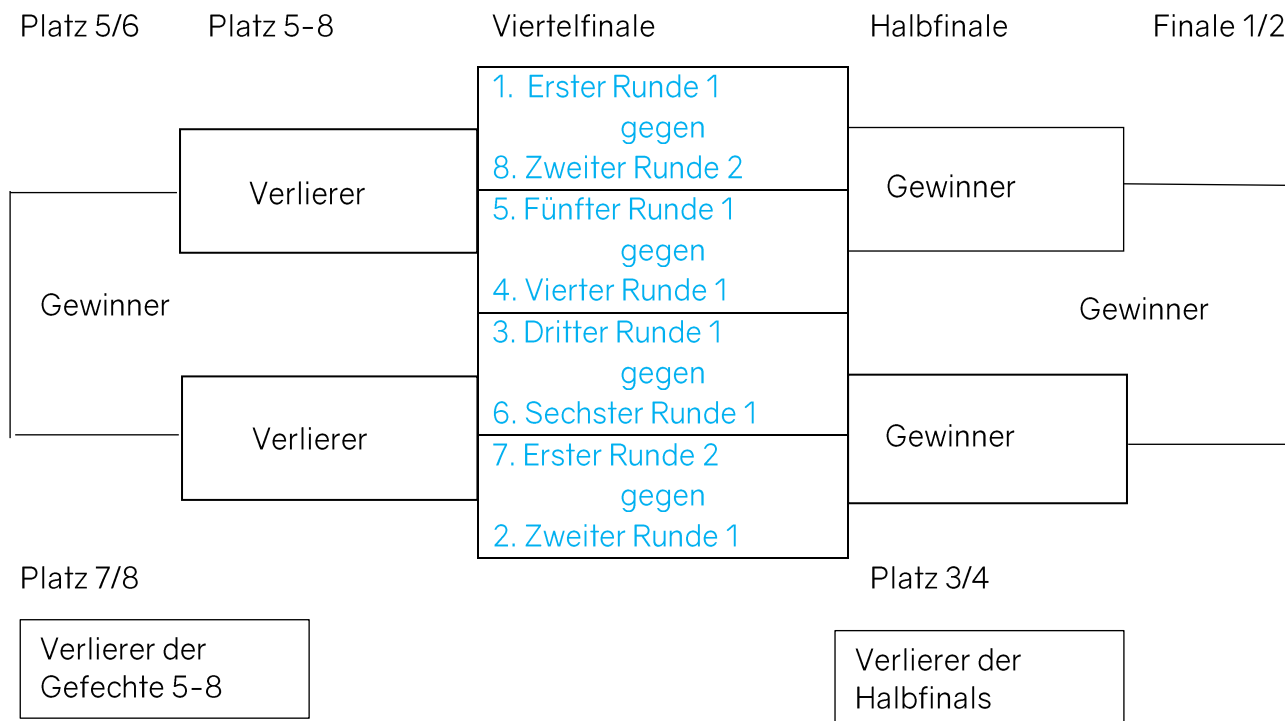 Platz 5/6 Platz 5-8 Viertelfinale Halbfinale Finale 1/2
1. Erster Runde 1
gegen
8. Zweiter Runde 2
Verlierer
Gewinner
5. Fünfter Runde 1
gegen
4. Vierter Runde 1
Gewinner
Gewinner
3. Dritter Runde 1
gegen
6. Sechster Runde 1
Verlierer
Gewinner
7. Erster Runde 2
gegen
2. Zweiter Runde 1
Platz 7/8
Platz 3/4
Verlierer der
Gefechte 5-8
Verlierer der
Halbfinals